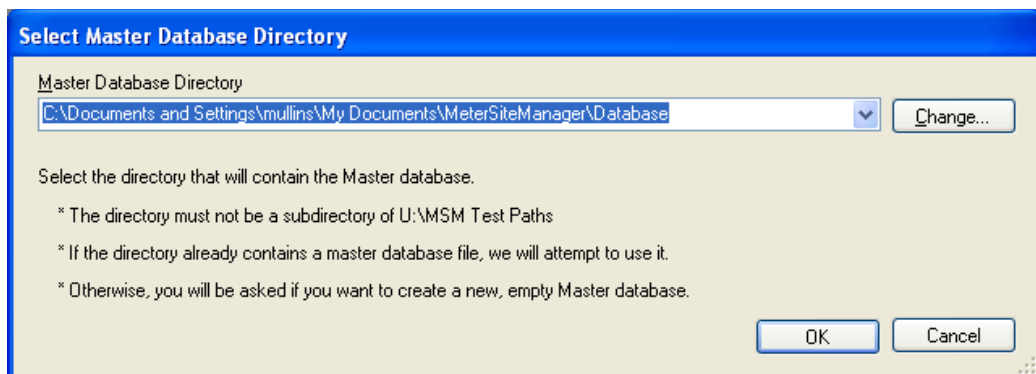 Select Master Database Directory
Master Database Directory
C:\Documents and Settings\mullins\My Documents\MeterSiteManager\Database
Change...
Select the directory that will contain the Master database.
* The directory must not be a subdirectory of U:\MSM Test Paths
* If the directory already contains a master database file, we will attempt to use it.
* Otherwise, you will be asked if you want to create a new, empty Master database.
OK
Cancel